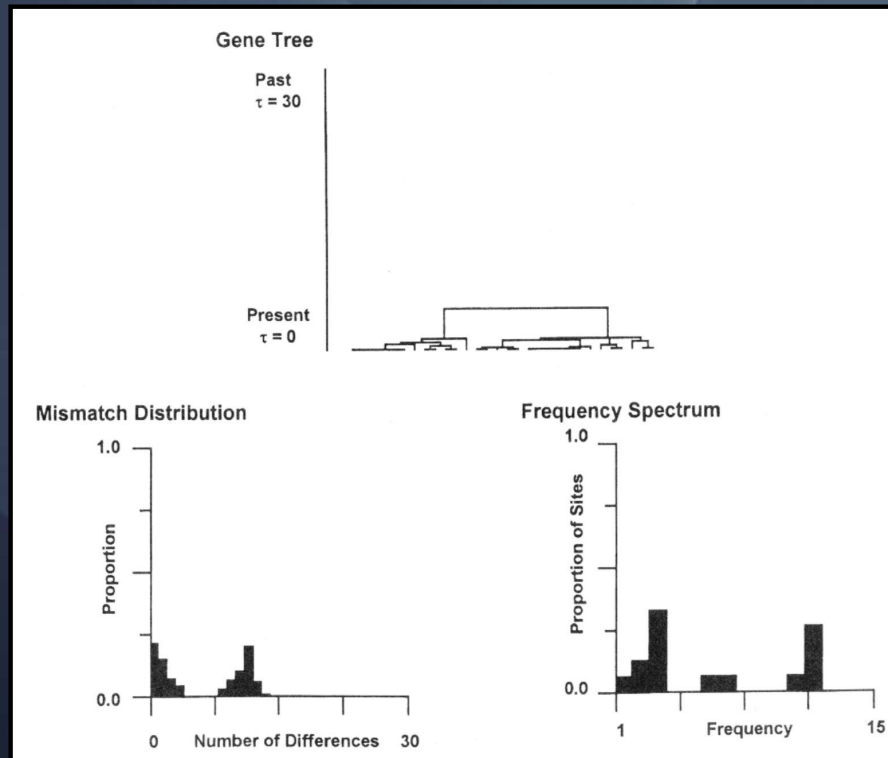 Gene Tree
Past
τ = 30
Present
τ = 0
Mismatch Distribution
1.0
Proportion
0.0
0 Number of Differences 30
Frequency Spectrum
1.0
Proportion of Sites
0.0
1 Frequency 15